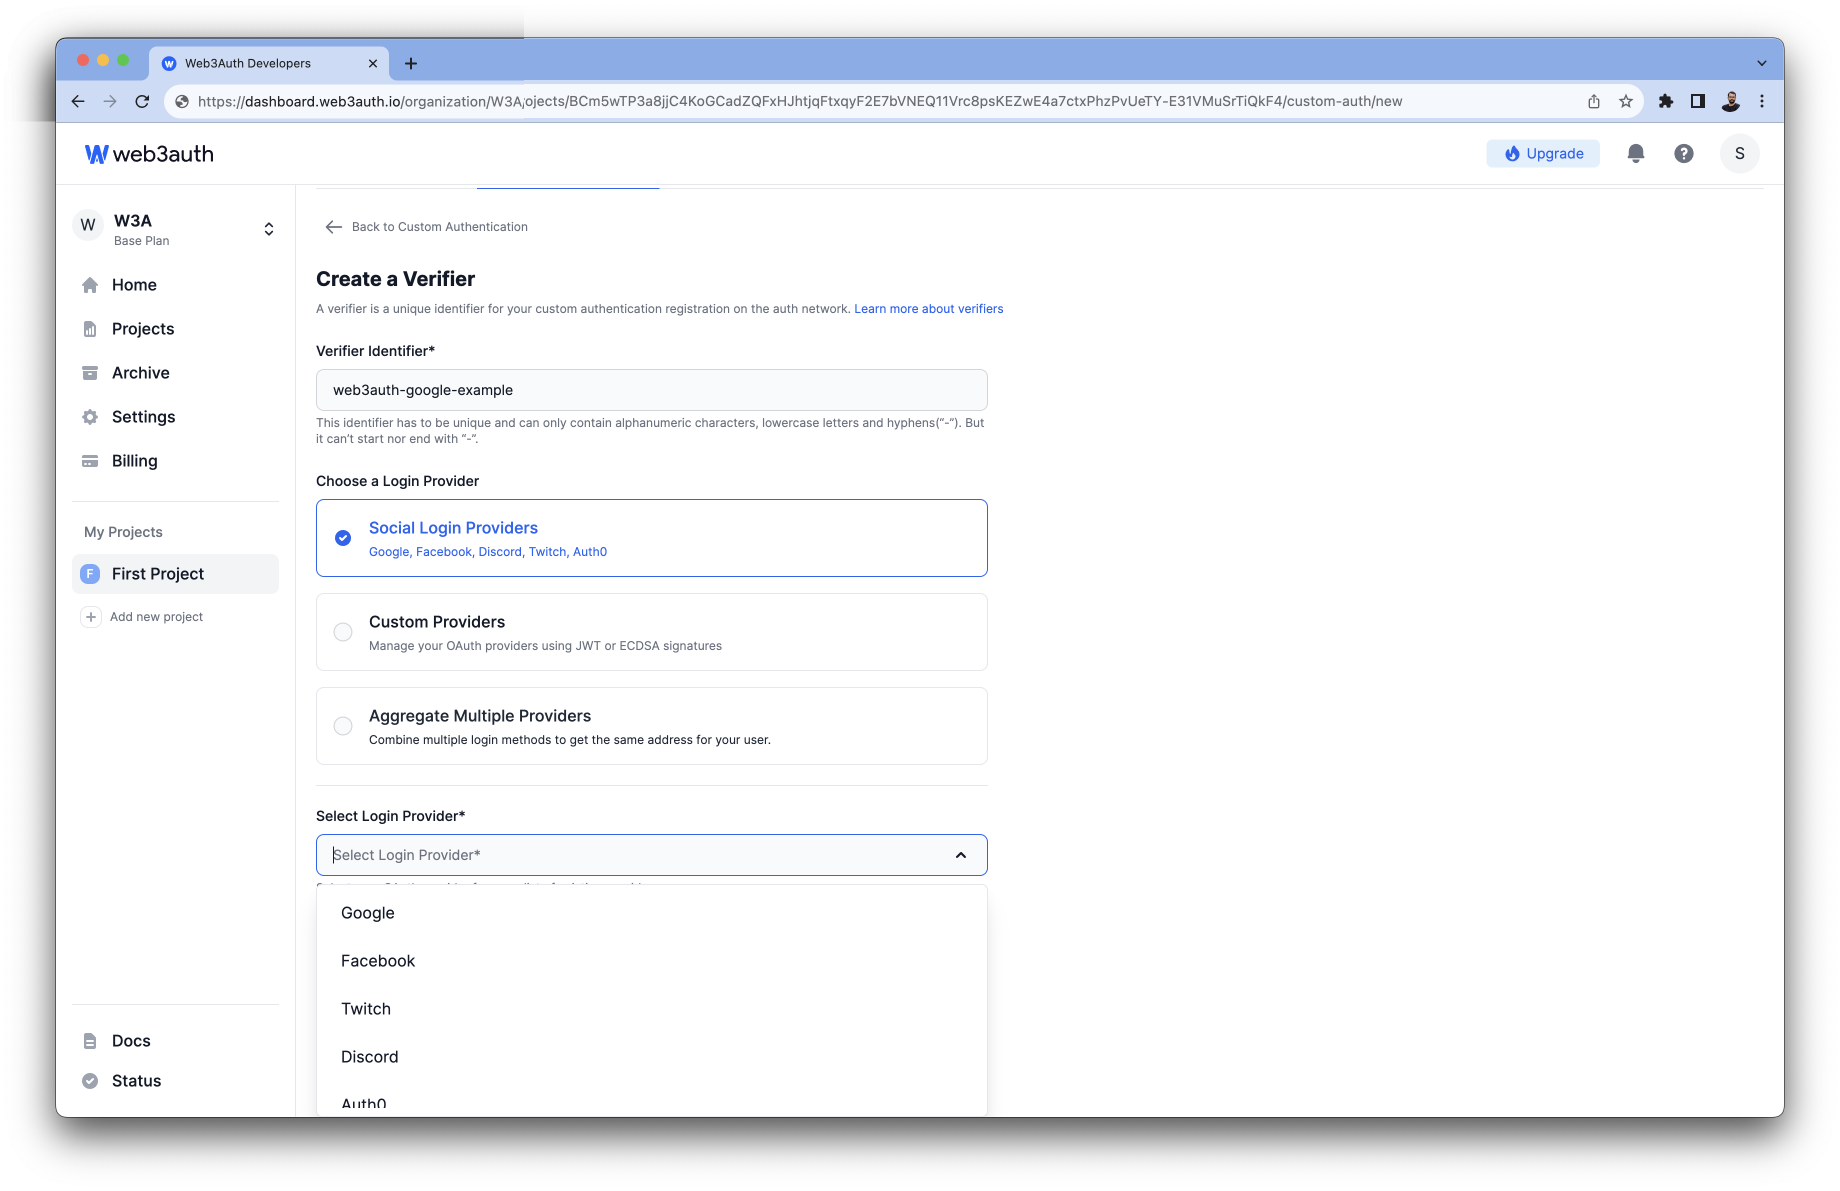 Web3Auth Developers
https://dashboard.web3auth.io/organization/W3A/ojects/BCm5wTP3a8jjC4KoGCadZQFxHJhtjqFtxqyF2E7bVNEQ11Vrc8psKEZwE4a7ctxPhzPvUeTY-E31VMuSrTiQkF4/custom-auth/new
web3auth
Upgrade
S
W
W3A
Base Plan
Home
Projects
Archive
Settings
Billing
My Projects
F
First Project
Add new project
Docs
Status
Back to Custom Authentication
Create a Verifier
A verifier is a unique identifier for your custom authentication registration on the auth network. Learn more about verifiers
Verifier Identifier*
web3auth-google-example
This identifier has to be unique and can only contain alphanumeric characters, lowercase letters and hyphens(“-“). But
it can’t start nor end with “-”.
Choose a Login Provider
Social Login Providers
Google, Facebook, Discord, Twitch, Auth0
Custom Providers
Manage your OAuth providers using JWT or ECDSA signatures
Aggregate Multiple Providers
Combine multiple login methods to get the same address for your user.
Select Login Provider*
Select Login Provider*
Google
Facebook
Twitch
Discord
Auth0